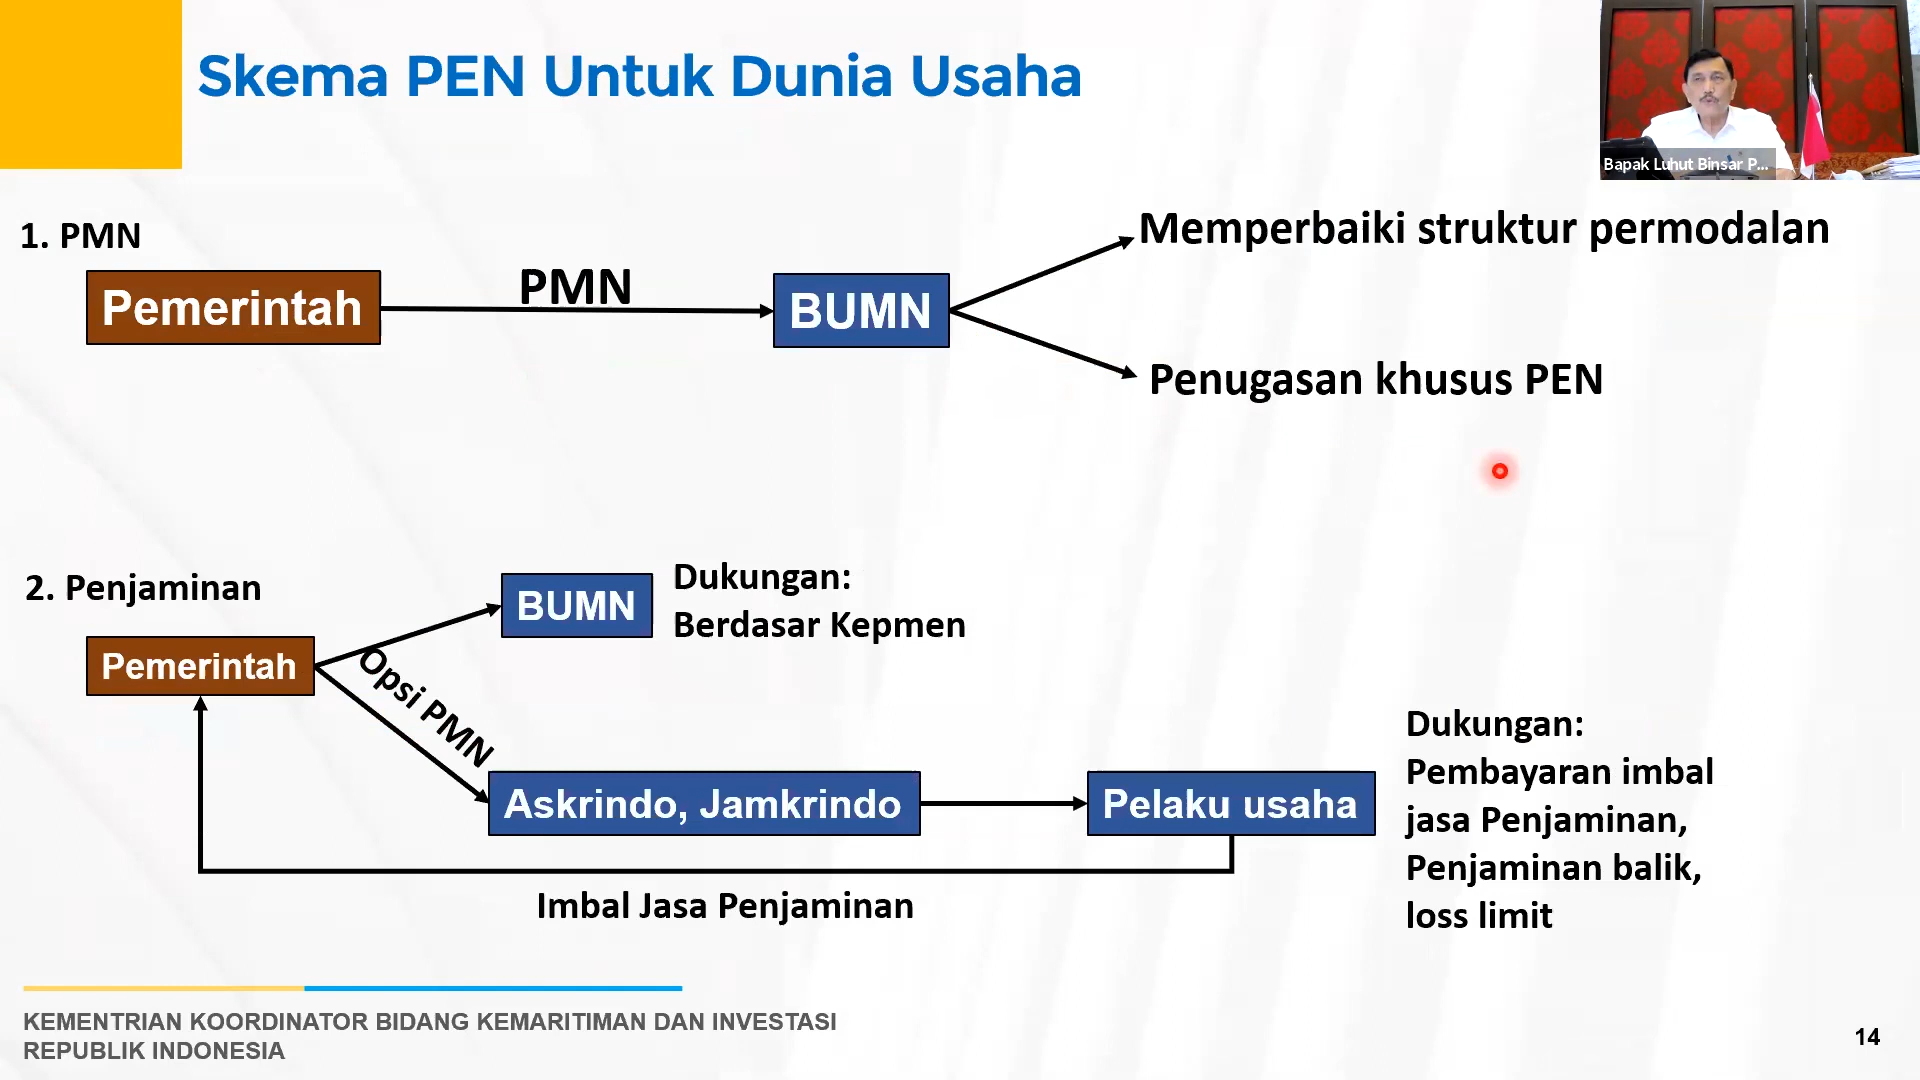 Skema PEN Untuk Dunia Usaha
Bapak Luhut Binsar P...
1. PMN
Pemerintah
PMN
BUMN
Memperbaiki struktur permodalan
Penugasan khusus PEN
2. Penjaminan
Pemerintah
BUMN
Dukungan:
Berdasar Kepmen
Opsi PMN
Askrindo, Jamkrindo
Pelaku usaha
Dukungan:
Pembayaran imbal
jasa Penjaminan,
Penjaminan balik,
loss limit
Imbal Jasa Penjaminan
KEMENTRIAN KOORDINATOR BIDANG KEMARITIMAN DAN INVESTASI
REPUBLIK INDONESIA
14